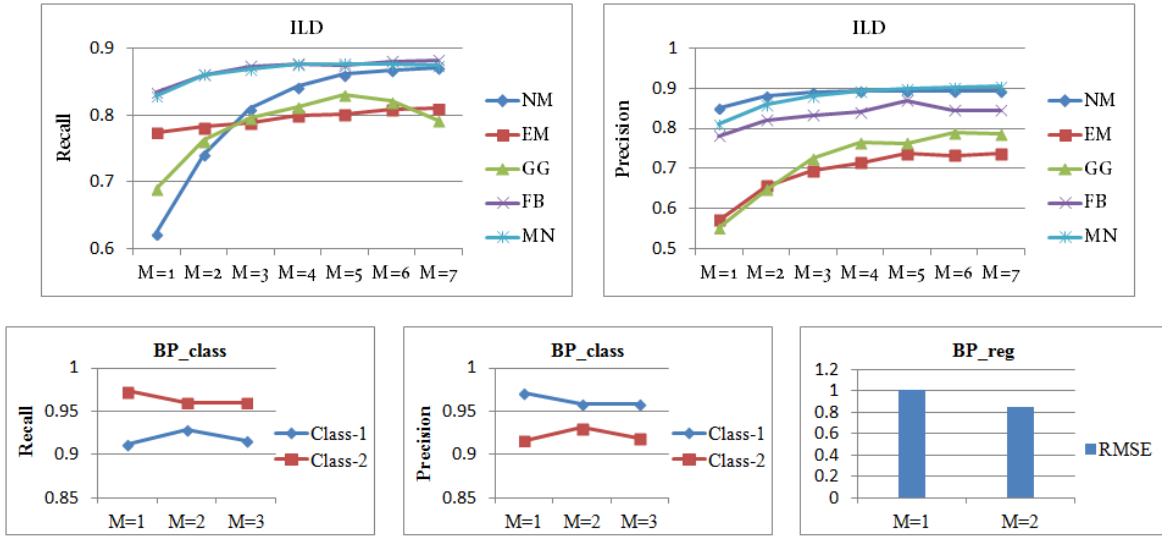 ILD
0.9
0.8
0.7
0.6
Recall
M=1 M=2 M=3 M=4 M=5 M=6 M=7
NM
EM
GG
FB
MN
ILD
1
0.9
0.8
0.7
0.6
0.5
Precision
M=1 M=2 M=3 M=4 M=5 M=6 M=7
NM
EM
GG
FB
MN
BP_class
1
0.95
0.9
0.85
Recall
M=1 M=2 M=3
Class-1
Class-2
BP_class
1
0.95
0.9
0.85
Precision
M=1 M=2 M=3
Class-1
Class-2
BP_reg
1.2
1
0.8
0.6
0.4
0.2
0
M=1 M=2
RMSE